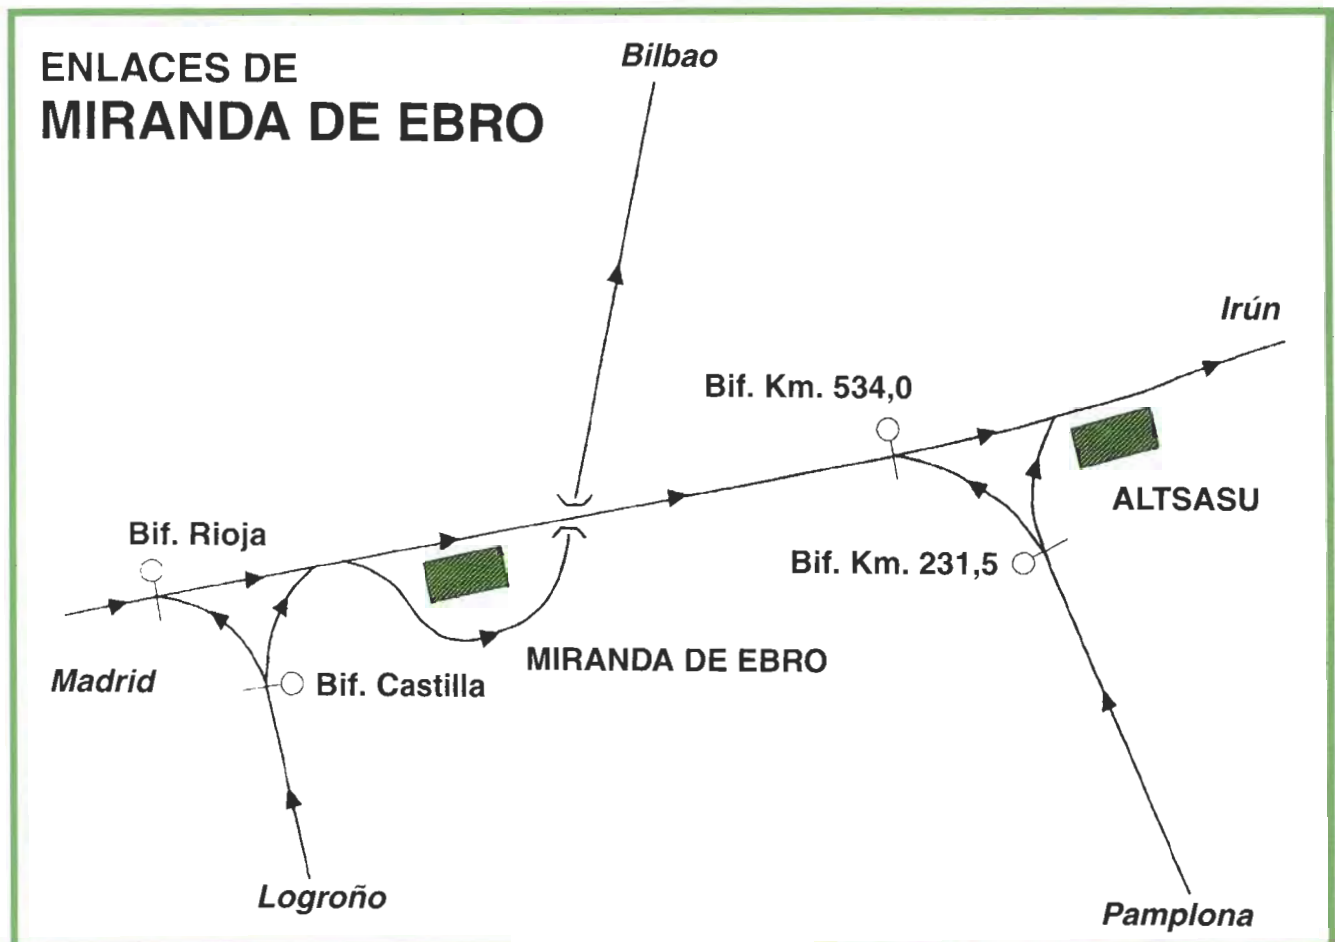 ENLACES DE
MIRANDA DE EBRO
Bilbao
Irún
Bif. Km. 534,0
ALTSASU
Bif. Rioja
Bif. Km. 231,5
MIRANDA DE EBRO
Madrid
Bif. Castilla
Logroño
Pamplona